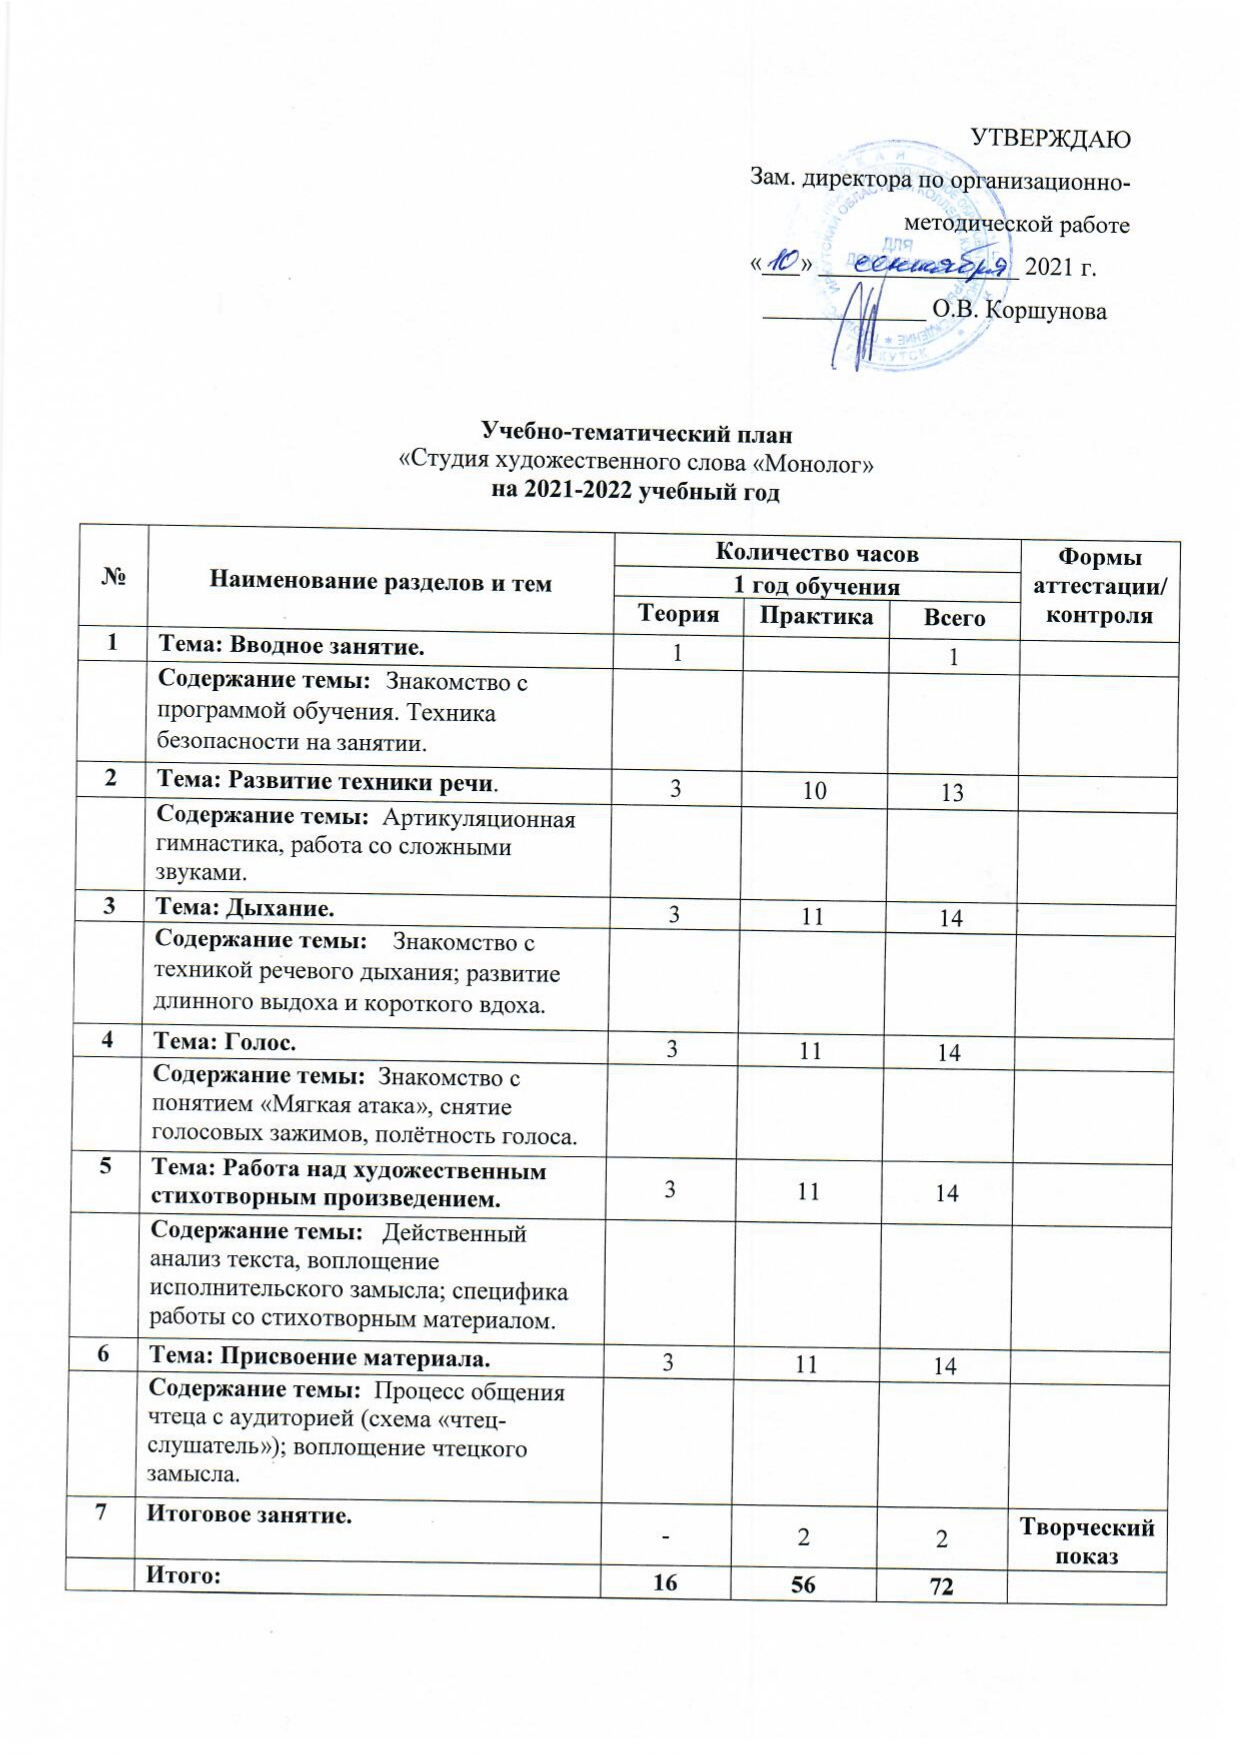 УТВЕРЖДАЮ
Зам. директора по организационно-
методической работе
«10» сентября 2021 г.
О.В. Коршунова
ДЛЯ
Учебно-тематический план
«Студия художественного слова «Монолог»
на 2021-2022 учебный год
№ Наименование разделов и тем Количество часов Формы аттестации/ контроля
1 год обучения
Теория Практика Всего
1 Тема: Вводное занятие. 1 1
Содержание темы: Знакомство с
программой обучения. Техника
безопасности на занятии.
2 Тема: Развитие техники речи. 3 10 13
Содержание темы: Артикуляционная
гимнастика, работа со сложными
звуками.
3 Тема: Дыхание. 3 11 14
Содержание темы: Знакомство с
техникой речевого дыхания; развитие
длинного выдоха и короткого вдоха.
4 Тема: Голос. 3 11 14
Содержание темы: Знакомство с
понятием «Мягкая атака», снятие
голосовых зажимов, полётность голоса.
5 Тема: Работа над художественным
стихотворным произведением. 3 11 14
Содержание темы: Действенный
анализ текста, воплощение
исполнительского замысла; специфика
работы со стихотворным материалом.
6 Тема: Присвоение материала. 3 11 14
Содержание темы: Процесс общения
чтеца с аудиторией (схема «чтец-
слушатель»); воплощение чтецкого
замысла.
7 Итоговое занятие. - 2 2 Творческий
показ
Итого: 16 56 72